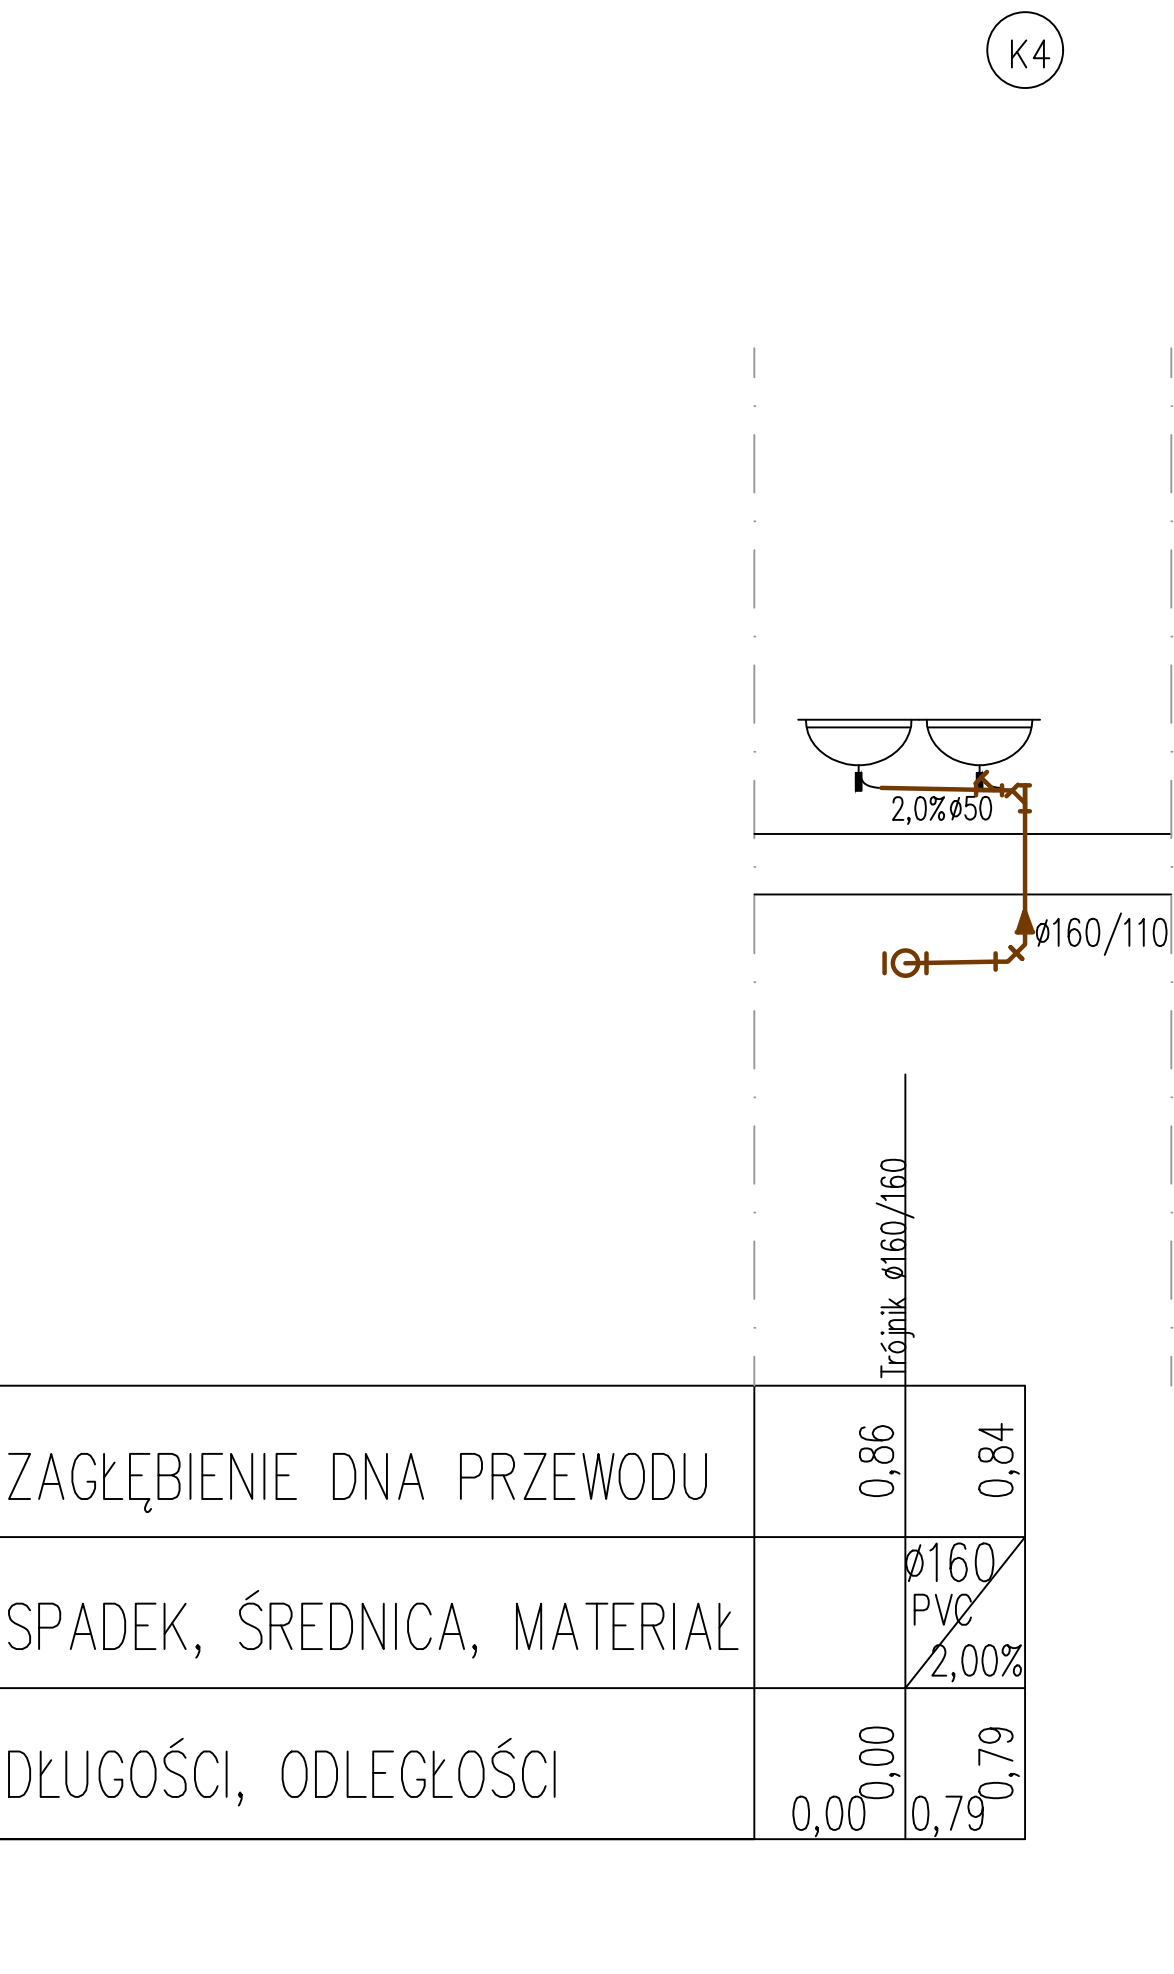 K4
2,0%ø50
ø160/110
Trójnik ø160/160
ZAGŁĘBIENIE DNA PRZEWODU
0,86
0,84
SPADEK, ŚREDNICA, MATERIAŁ
ø160
PVC
2,00%
DŁUGOŚCI, ODLEGŁOŚCI
0,00
0,00
0,79
0,79